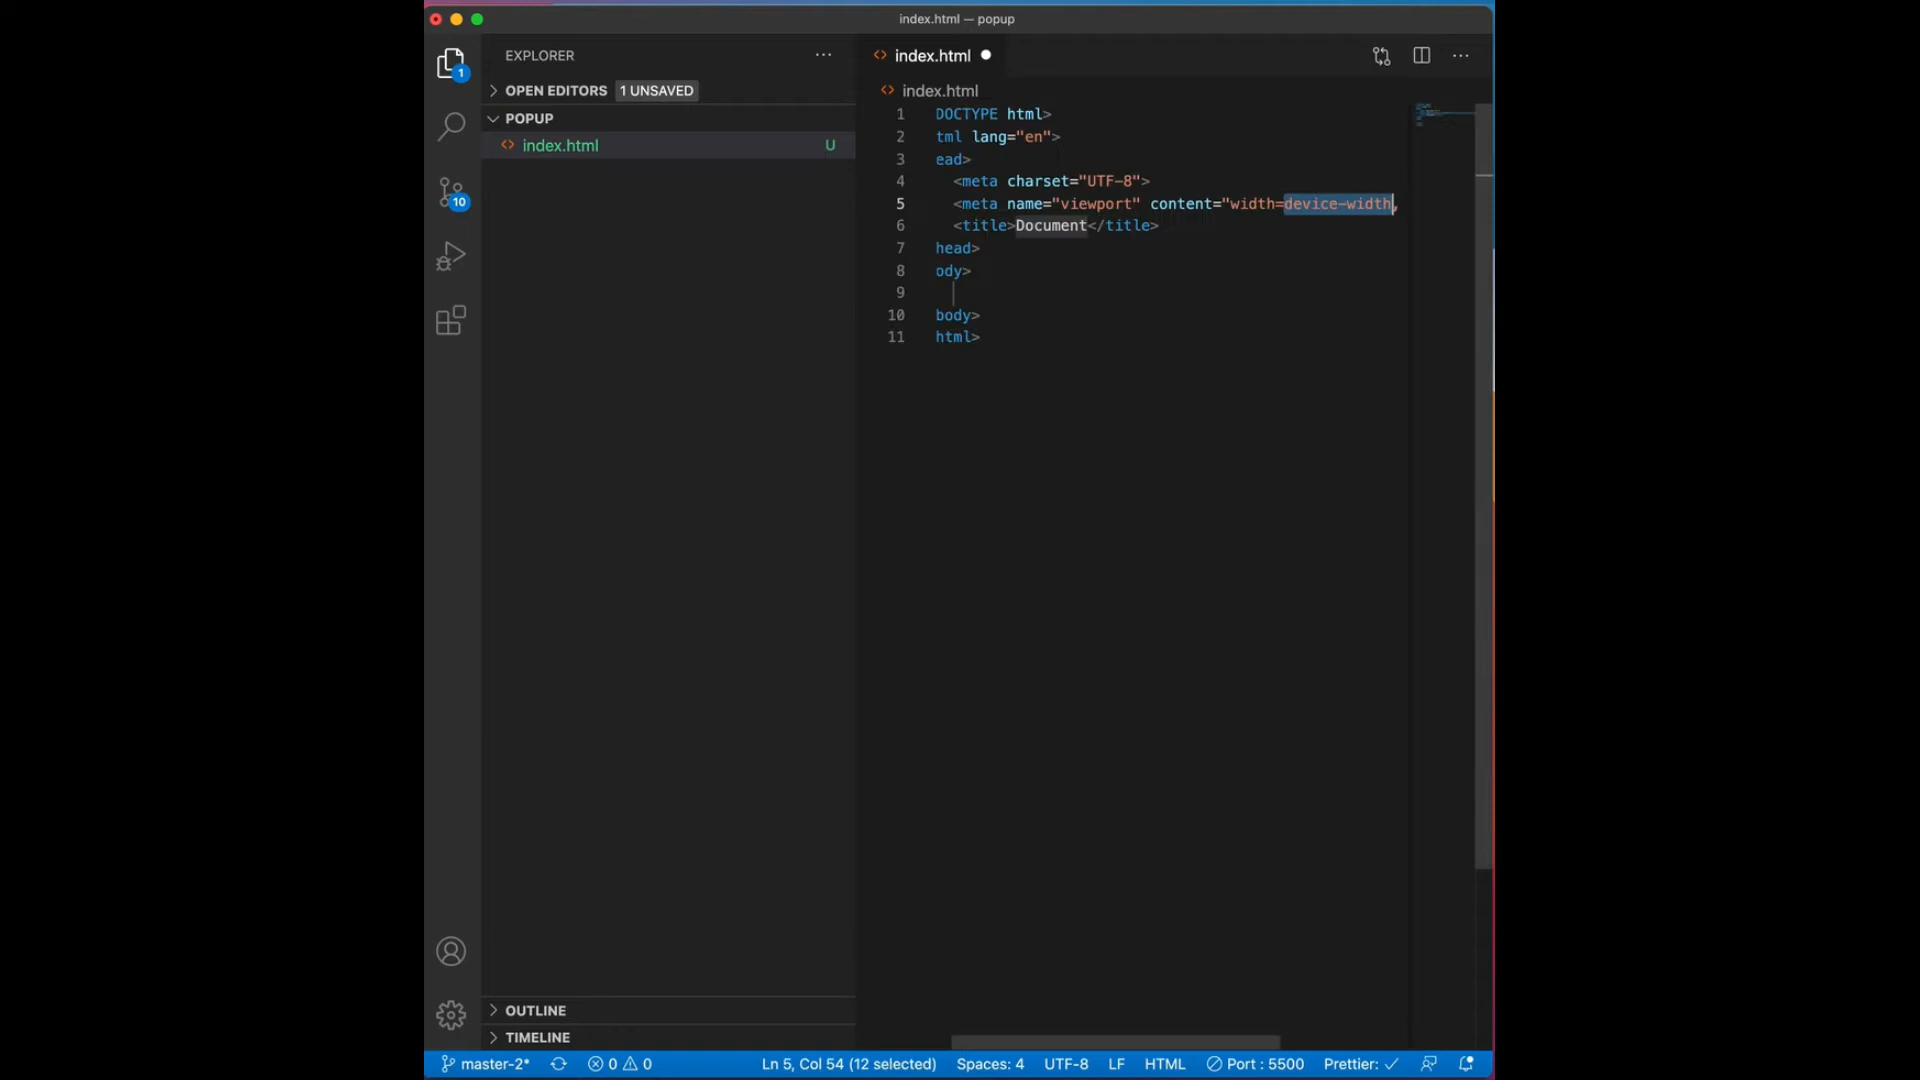 index.html — popup
EXPLORER
OPEN EDITORS 1 UNSAVED
POPUP
index.html U
1
10
index.html
index.html
1 DOCTYPE html>
2 tml lang="en">
3 ead>
4 <meta charset="UTF-8">
5 <meta name="viewport" content="width=device-width,
6 <title>Document</title>
7 head>
8 ody>
9
10 body>
11 html>
OUTLINE
TIMELINE
master-2* 0 0 Ln 5, Col 54 (12 selected) Spaces: 4 UTF-8 LF HTML Port : 5500 Prettier: ✓